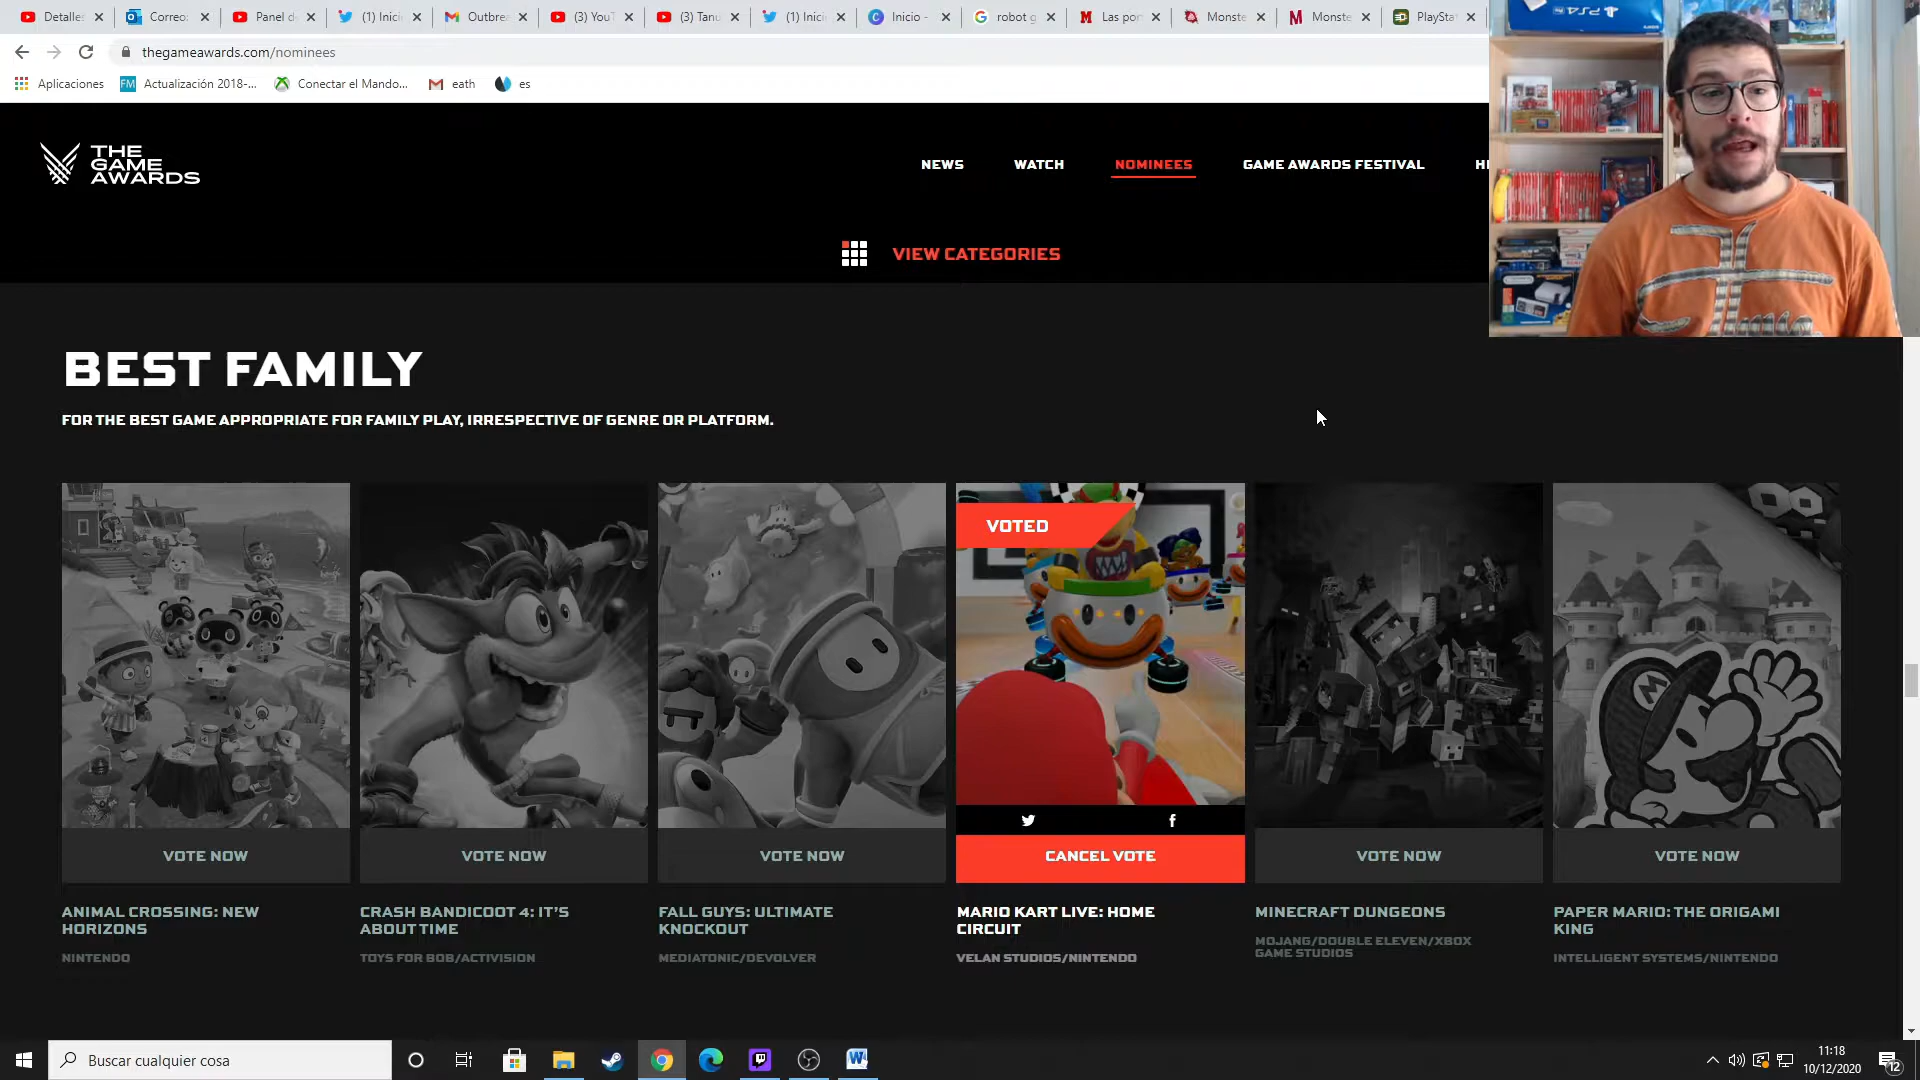 Detalles
Correo:
Panel d
(1) Inici
Outbrea
(3) YouT
(3) Tanu
(1) Inici
Inicio -
robot g
Las por
Monste
Monste
PlaySta
thegameawards.com/nominees
Aplicaciones
FM Actualización 2018-...
Conectar el Mando...
eath
es
PS4
THE
GAME
AWARDS
NEWS
WATCH
NOMINEES
GAME AWARDS FESTIVAL
VIEW CATEGORIES
BEST FAMILY
FOR THE BEST GAME APPROPRIATE FOR FAMILY PLAY, IRRESPECTIVE OF GENRE OR PLATFORM.
VOTED
M
VOTE NOW
VOTE NOW
VOTE NOW
CANCEL VOTE
VOTE NOW
VOTE NOW
ANIMAL CROSSING: NEW
HORIZONS
NINTENDO
CRASH BANDICOOT 4: IT'S
ABOUT TIME
TOYS FOR BOB/ACTIVISION
FALL GUYS: ULTIMATE
KNOCKOUT
MEDIATONIC/DEVOLVER
MARIO KART LIVE: HOME
CIRCUIT
VELAN STUDIOS/NINTENDO
MINECRAFT DUNGEONS
MOJANG/DOUBLE ELEVEN/XBOX
GAME STUDIOS
PAPER MARIO: THE ORIGAMI
KING
INTELLIGENT SYSTEMS/NINTENDO
Buscar cualquier cosa
11:18
10/12/2020
12